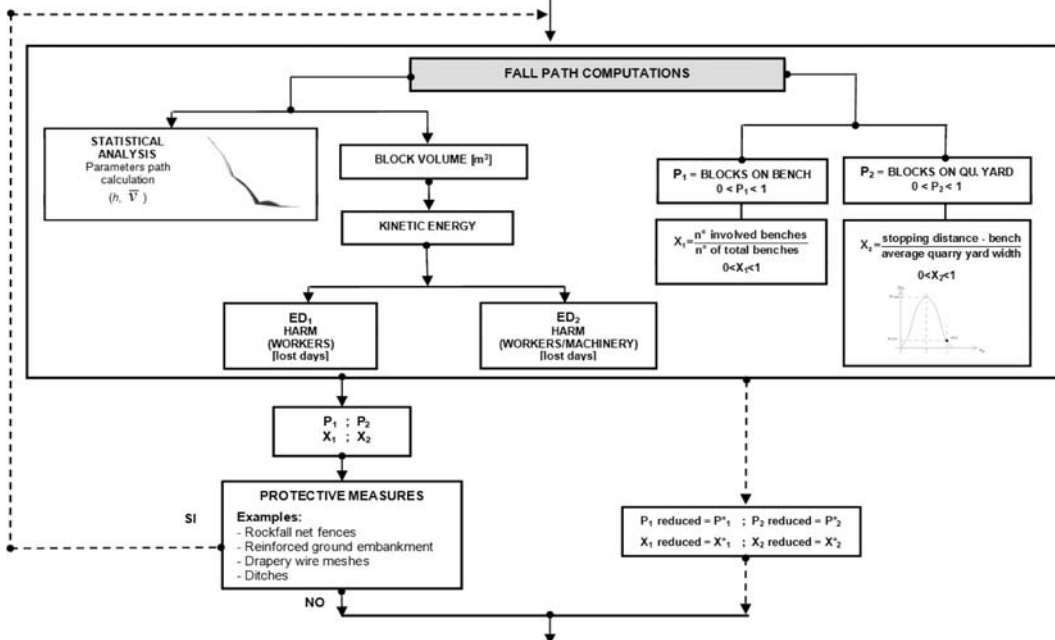 FALL PATH COMPUTATIONS
STATISTICAL
ANALYSIS
Parameters path
calculation
(h, V̅ )
BLOCK VOLUME [m³]
KINETIC ENERGY
ED₁
HARM
(WORKERS)
[lost days]
ED₂
HARM
(WORKERS/MACHINERY)
[lost days]
P₁ = BLOCKS ON BENCH
0 < P₁ < 1
X₁= n° involved benches
n° of total benches
0<X₁<1
P₂ = BLOCKS ON QU. YARD
0 < P₂ < 1
X₂= stopping distance - bench
average quarry yard width
0<X₂<1
P₁ ; P₂
X₁ ; X₂
PROTECTIVE MEASURES
Examples:
- Rockfall net fences
- Reinforced ground embankment
- Drapery wire meshes
- Ditches
SI
NO
P₁ reduced = P*₁ ; P₂ reduced = P*₂
X₁ reduced = X*₁ ; X₂ reduced = X*₂